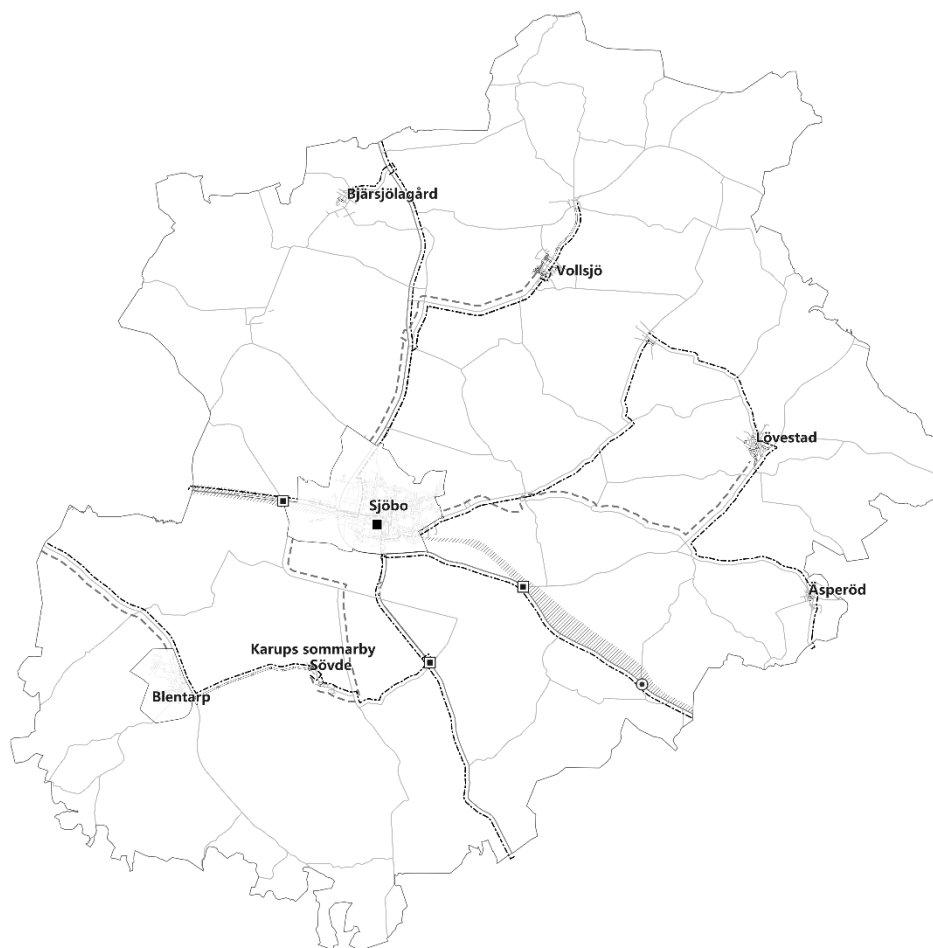 Bjärsjölagård
Vollsjö
Lövestad
Sjöbo
Äsperöd
Karups sommarby
Sövde
Blentarp